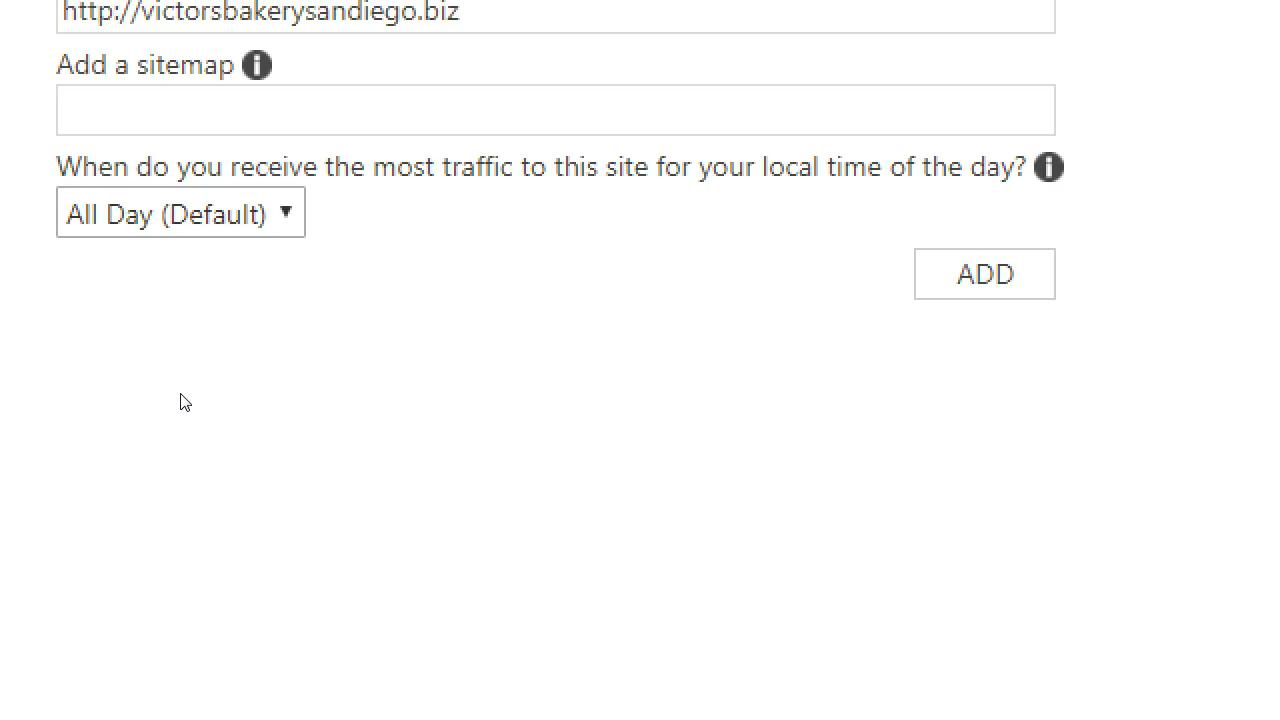 http://victorsbakerysandiego.biz
Add a sitemap
When do you receive the most traffic to this site for your local time of the day?
All Day (Default)
ADD